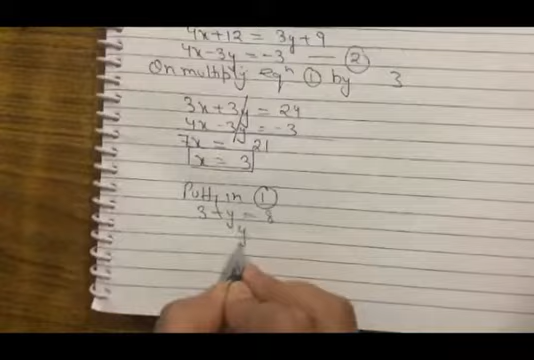 4x+12 = 3y+9
4x-3y = -3 — ②
On multiply eqn ① by 3
3x+3y = 24
4x-3y = -3
7x = 21
x = 3
Put, in ①
3+y = 8
y